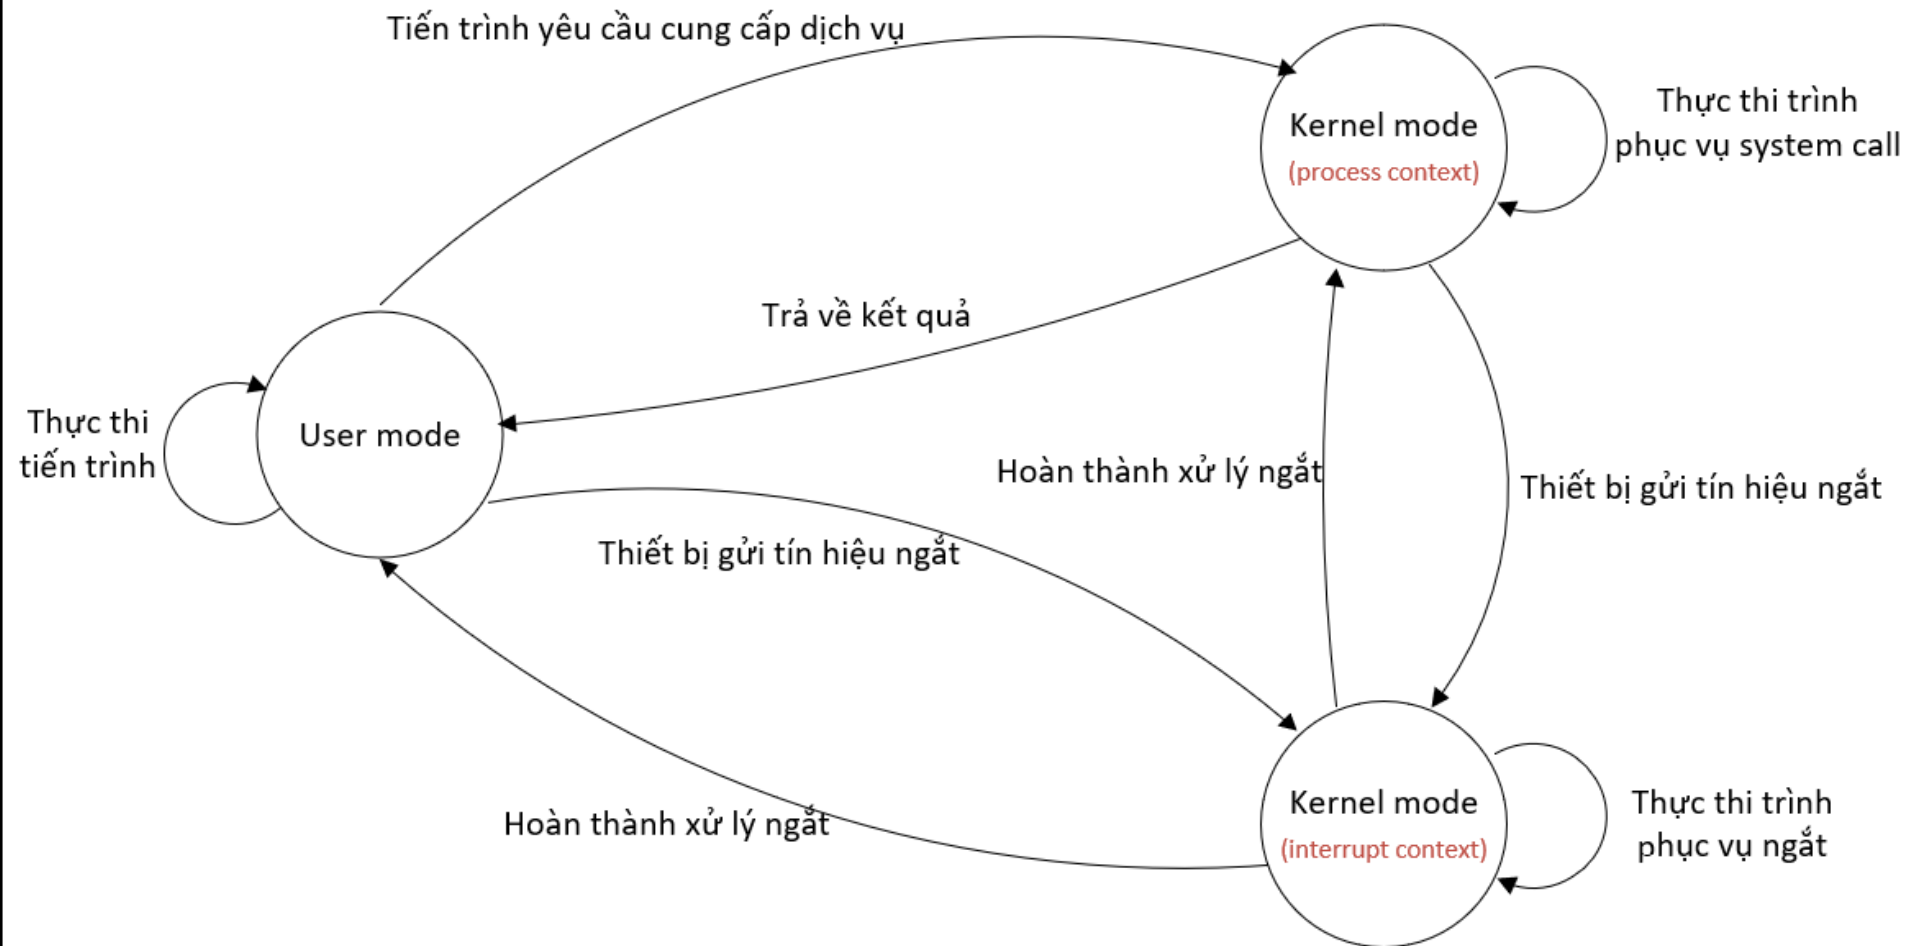 Tiến trình yêu cầu cung cấp dịch vụ
Kernel mode
(process context)
Thực thi trình
phục vụ system call
Trả về kết quả
Thực thi
tiến trình
User mode
Hoàn thành xử lý ngắt
Thiết bị gửi tín hiệu ngắt
Thiết bị gửi tín hiệu ngắt
Hoàn thành xử lý ngắt
Kernel mode
(interrupt context)
Thực thi trình
phục vụ ngắt